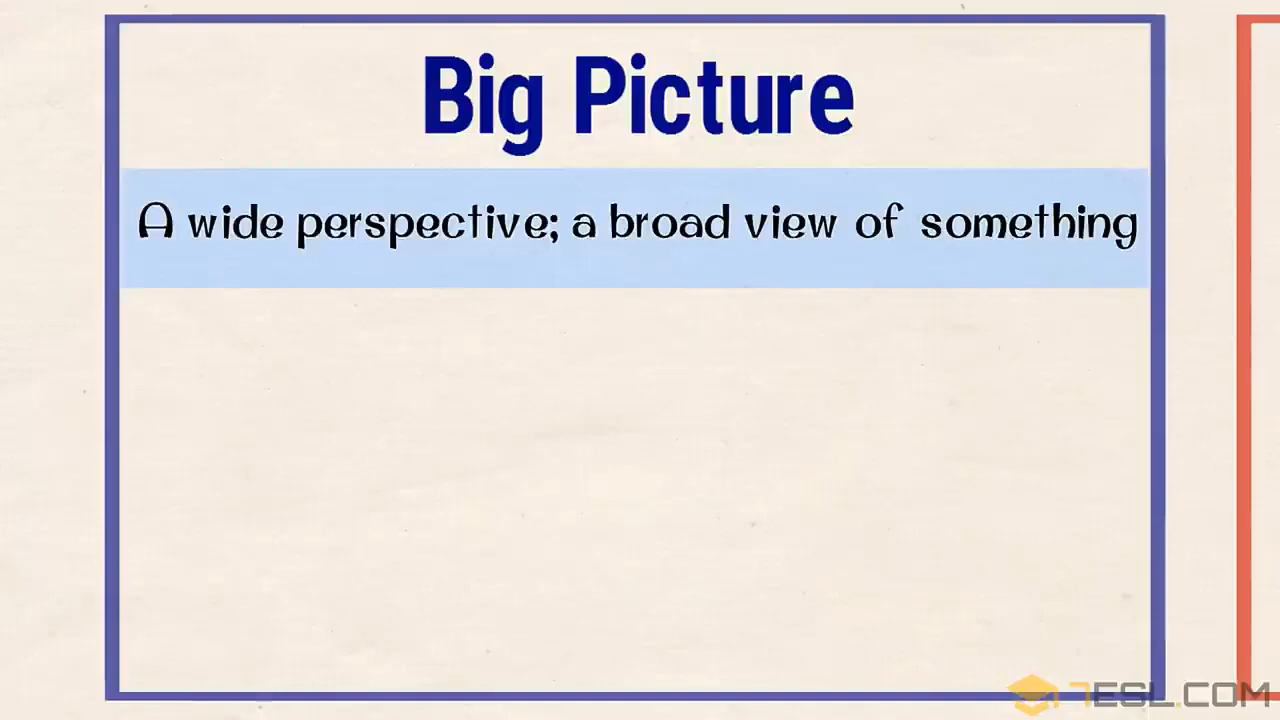 Big Picture
A wide perspective; a broad view of something
7ESL.COM